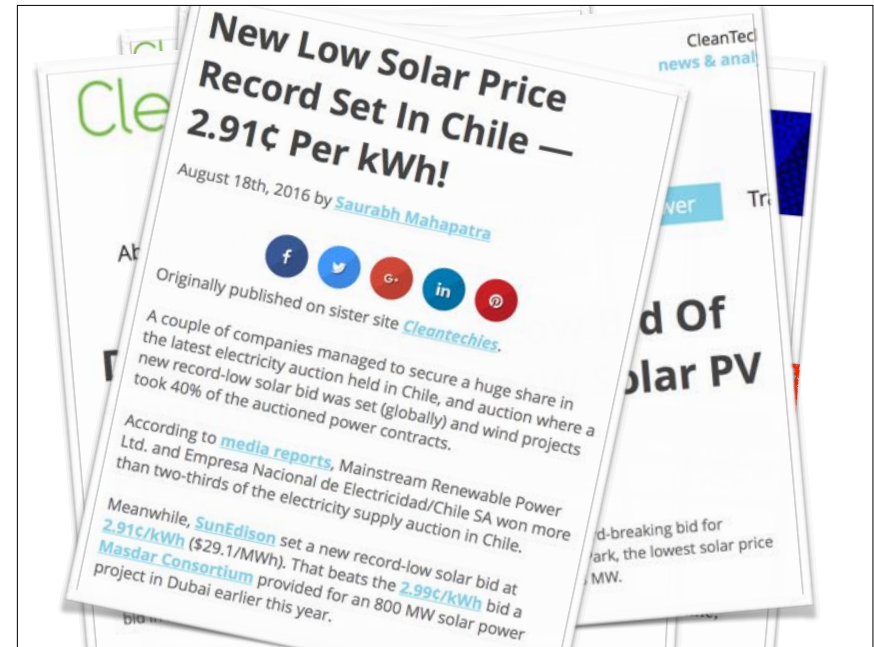 New Low Solar Price
Record Set In Chile —
2.91¢ Per kWh!
August 18th, 2016 by Saurabh Mahapatra
f
G+
in
Originally published on sister site Cleantechies.
A couple of companies managed to secure a huge share in
the latest electricity auction held in Chile, and auction where a
new record-low solar bid was set (globally) and wind projects
took 40% of the auctioned power contracts.
According to media reports, Mainstream Renewable Power
Ltd. and Empresa Nacional de Electricidad/Chile SA won more
than two-thirds of the electricity supply auction in Chile.
Meanwhile, SunEdison set a new record-low solar bid at
2.91¢/kWh ($29.1/MWh). That beats the 2.99¢/kWh bid a
Masdar Consortium provided for an 800 MW solar power
project in Dubai earlier this year.
Cle
news & anal
d Of
olar PV
d-breaking bid for
ark, the lowest solar price
MW.